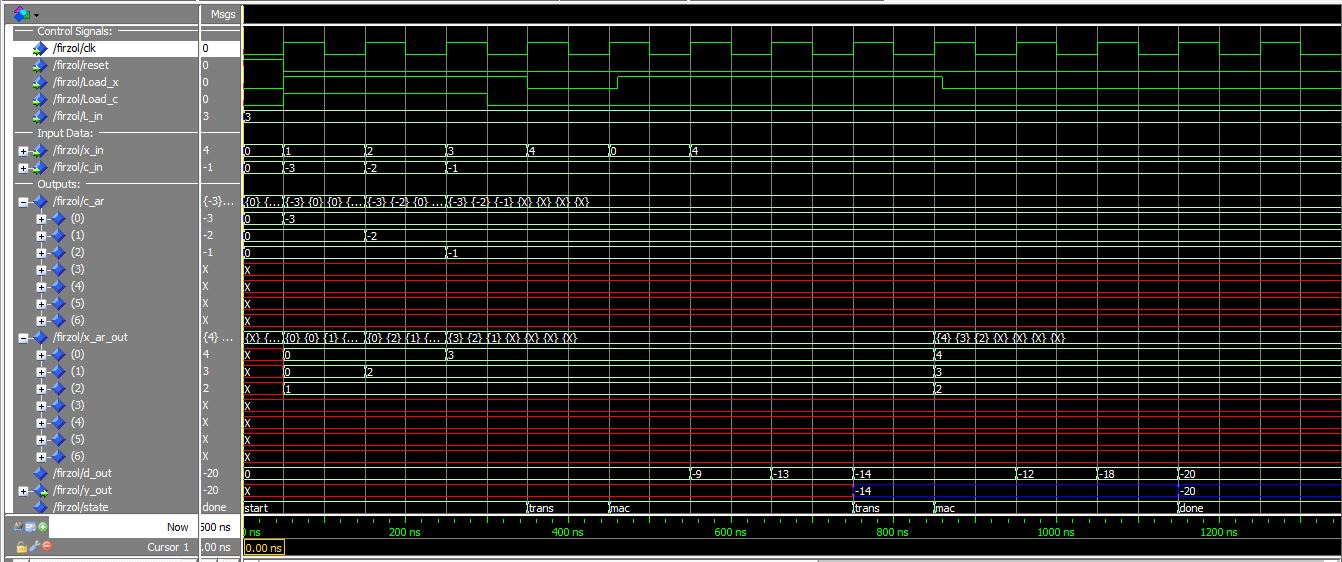 Msgs
Control Signals:
/firzol/clk 0
/firzol/reset 0
/firzol/Load_x 0
/firzol/Load_c 0
/firzol/L_in 3 3
Input Data:
/firzol/x_in 4 0 1 2 3 4 0 4
/firzol/c_in -1 0 -3 -2 -1
Outputs:
/firzol/c_ar {-3}... {0} {... {-3} {0} {0} {... {-3} {-2} {0} ... {-3} {-2} {-1} {X} {X} {X} {X}
(0) -3 0 -3
(1) -2 0 -2
(2) -1 0 -1
(3) X X
(4) X X
(5) X X
(6) X X
/firzol/x_ar_out {4} ... {X} {... {0} {0} {1} {... {0} {2} {1} {... {3} {2} {1} {X} {X} {X} {X} {4} {3} {2} {X} {X} {X} {X}
(0) 4 X 0 3 4
(1) 3 X 0 2 3
(2) 2 X 1 2
(3) X X
(4) X X
(5) X X
(6) X X
/firzol/d_out -20 0 -9 -13 -14 -12 -18 -20
/firzol/y_out -20 X -14 -20
/firzol/state done start trans mac trans mac done
Now 500 ns ns 200 ns 400 ns 600 ns 800 ns 1000 ns 1200 ns
Cursor 1 .00 ns 0.00 ns